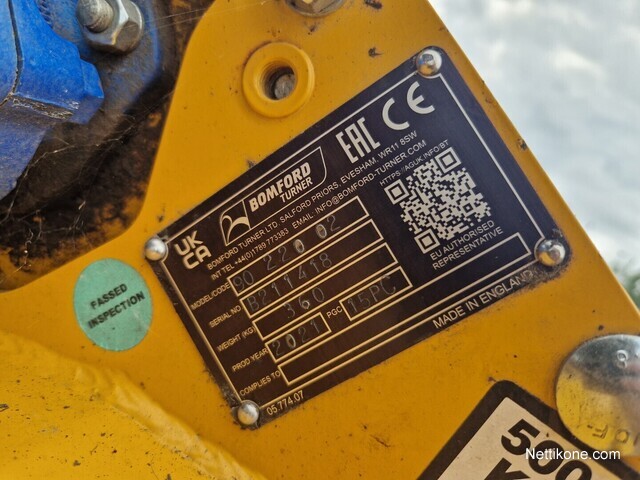 EAC CE
BOMFORD
TURNER
UK
CA
BOMFORD TURNER LTD, SALFORD PRIORS, EVESHAM, WR11 8SW
INT TEL +44(0)1789 773383 EMAIL: INFO@BOMFORD-TURNER.COM
HTTPS://AGUK.INFO/BT
EU AUTHORISED
REPRESENTATIVE
MODEL/CODE 90 220 02
SERIAL NO B211418
WEIGHT (KG) 360
PROD YEAR 2021 PGC 15PC
COMPLIES TO
MADE IN ENGLAND
05.774.07
PASSED
INSPECTION
500
Nettikone.com